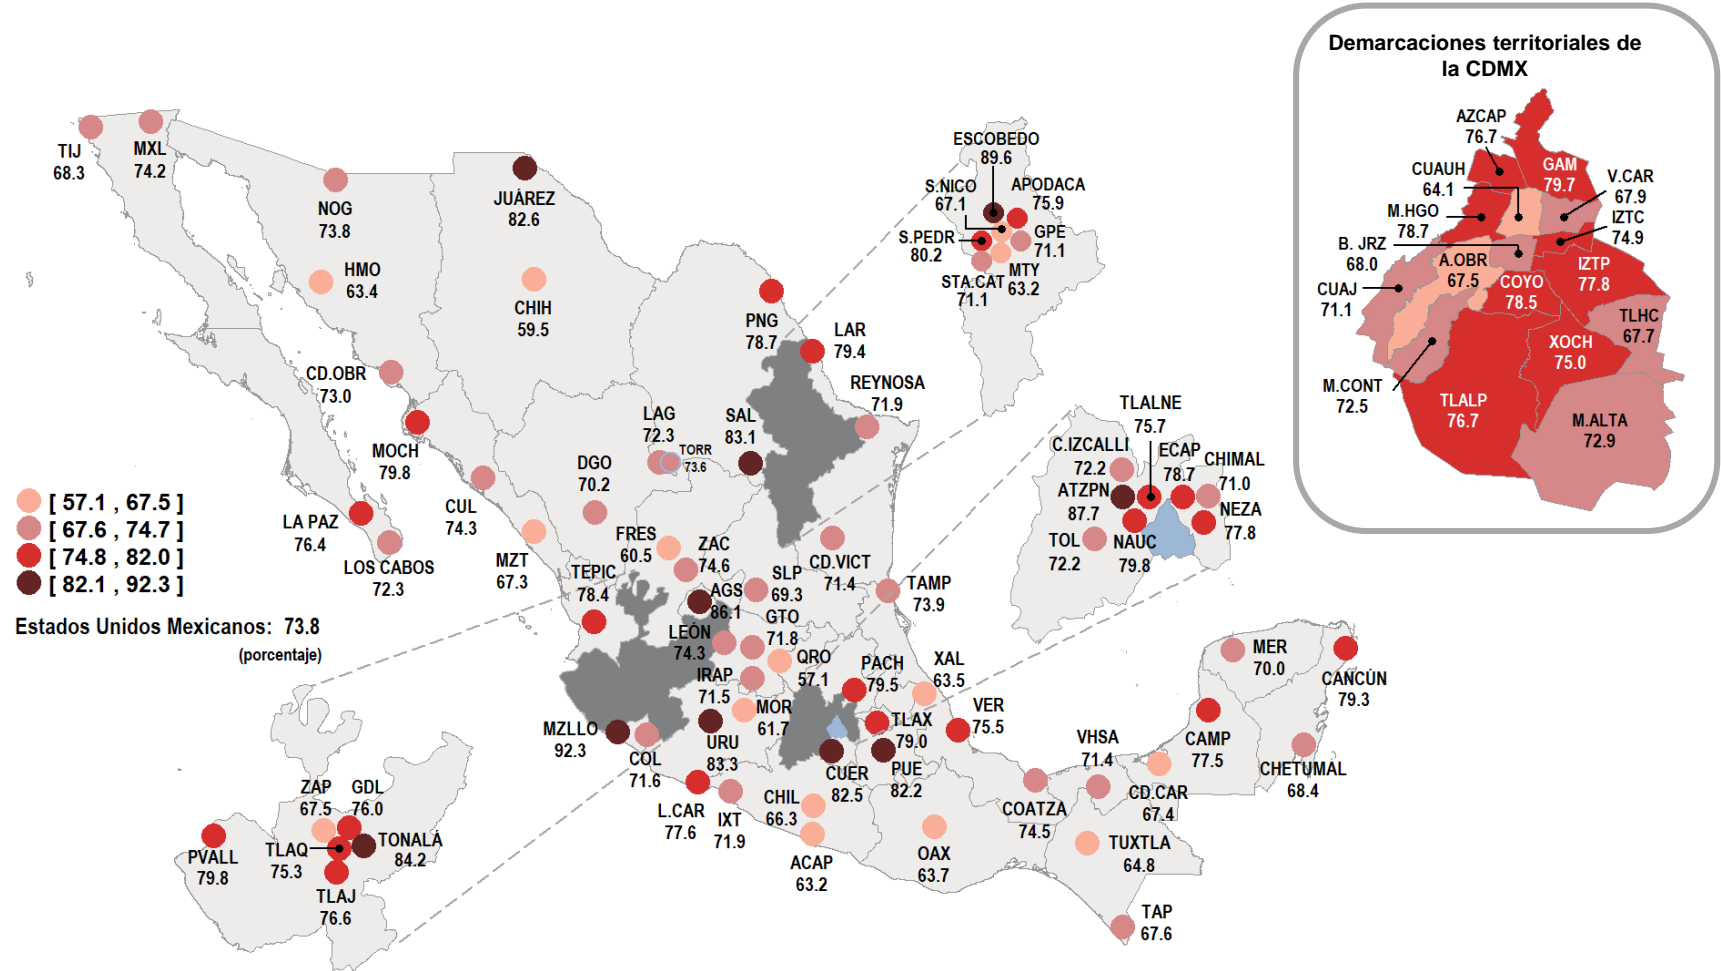 Demarcaciones territoriales de
la CDMX
AZCAP
76.7
CUAUH
64.1
GAM
79.7
V.CAR
67.9
M.HGO
78.7
IZTC
74.9
B. JRZ
68.0
A.OBR
67.5
IZTP
77.8
CUAJ
71.1
COYO
78.5
TLHC
67.7
XOCH
75.0
M.CONT
72.5
TLALP
76.7
M.ALTA
72.9
TIJ
68.3
MXL
74.2
NOG
73.8
JUÁREZ
82.6
HMO
63.4
CHIH
59.5
ESCOBEDO
89.6
S.NICO
67.1
APODACA
75.9
S.PEDR
80.2
GPE
71.1
STA.CAT
71.1
MTY
63.2
PNG
78.7
LAR
79.4
REYNOSA
71.9
CD.OBR
73.0
MOCH
79.8
LAG
72.3
TORR
73.6
SAL
83.1
DGO
70.2
CUL
74.3
LA PAZ
76.4
LOS CABOS
72.3
MZT
67.3
FRES
60.5
ZAC
74.6
CD.VICT
71.4
TLALNE
75.7
C.IZCALLI
72.2
ECAP
78.7
CHIMAL
71.0
ATZPN
87.7
NEZA
77.8
TOL
72.2
NAUC
79.8
[ 57.1 , 67.5 ]
[ 67.6 , 74.7 ]
[ 74.8 , 82.0 ]
[ 82.1 , 92.3 ]
Estados Unidos Mexicanos: 73.8
(porcentaje)
TEPIC
78.4
AGS
86.1
SLP
69.3
TAMP
73.9
LEÓN
74.3
GTO
71.8
QRO
57.1
IRAP
71.5
PACH
79.5
XAL
63.5
MOR
61.7
MZLLO
92.3
COL
71.6
URU
83.3
TLAX
79.0
VER
75.5
CUER
82.5
PUE
82.2
L.CAR
77.6
IXT
71.9
CHIL
66.3
ACAP
63.2
OAX
63.7
COATZA
74.5
VHSA
71.4
CD.CAR
67.4
CAMP
77.5
MER
70.0
CANCÚN
79.3
CHETUMAL
68.4
TUXTLA
64.8
TAP
67.6
ZAP
67.5
GDL
76.0
TONALÁ
84.2
PVALL
79.8
TLAQ
75.3
TLAJ
76.6